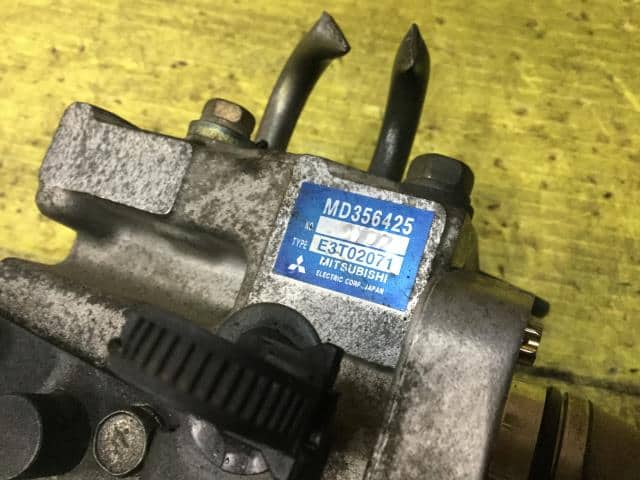 MD356425
NO
TYPE E3T02071
MITSUBISHI
ELECTRIC CORP. JAPAN